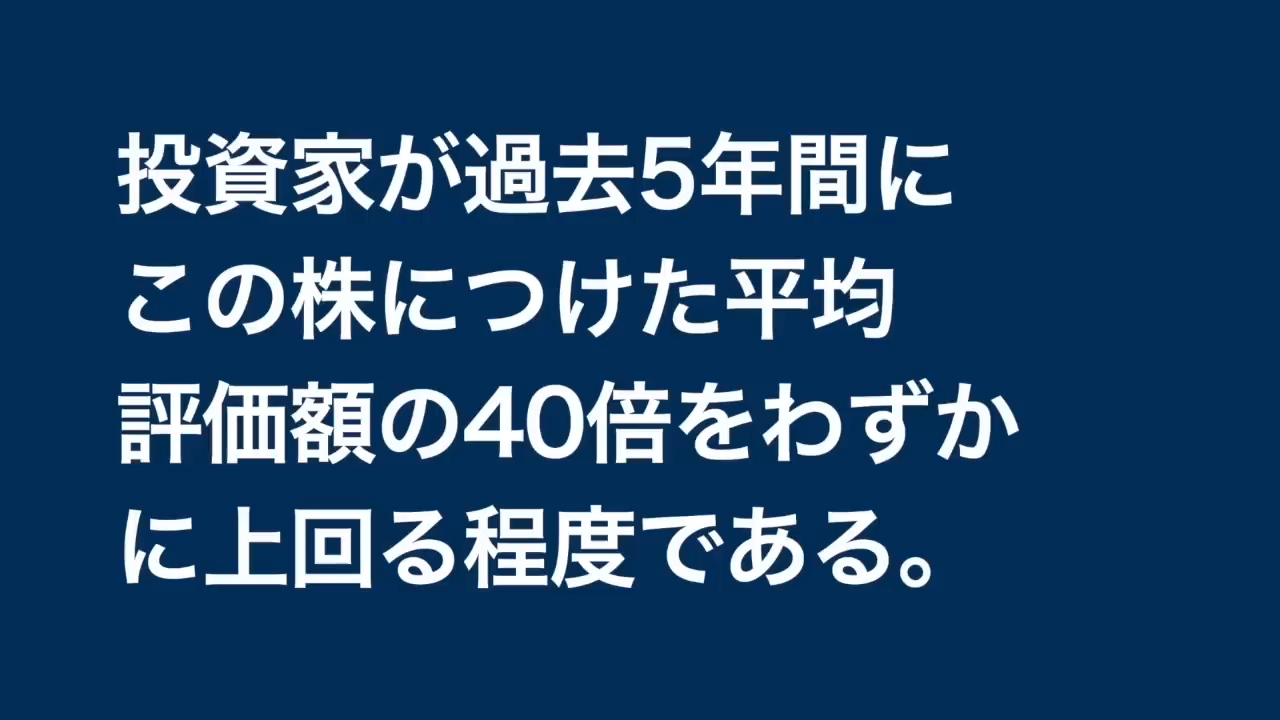 投資家が過去5年間に
この株につけた平均
評価額の40倍をわずか
に上回る程度である。